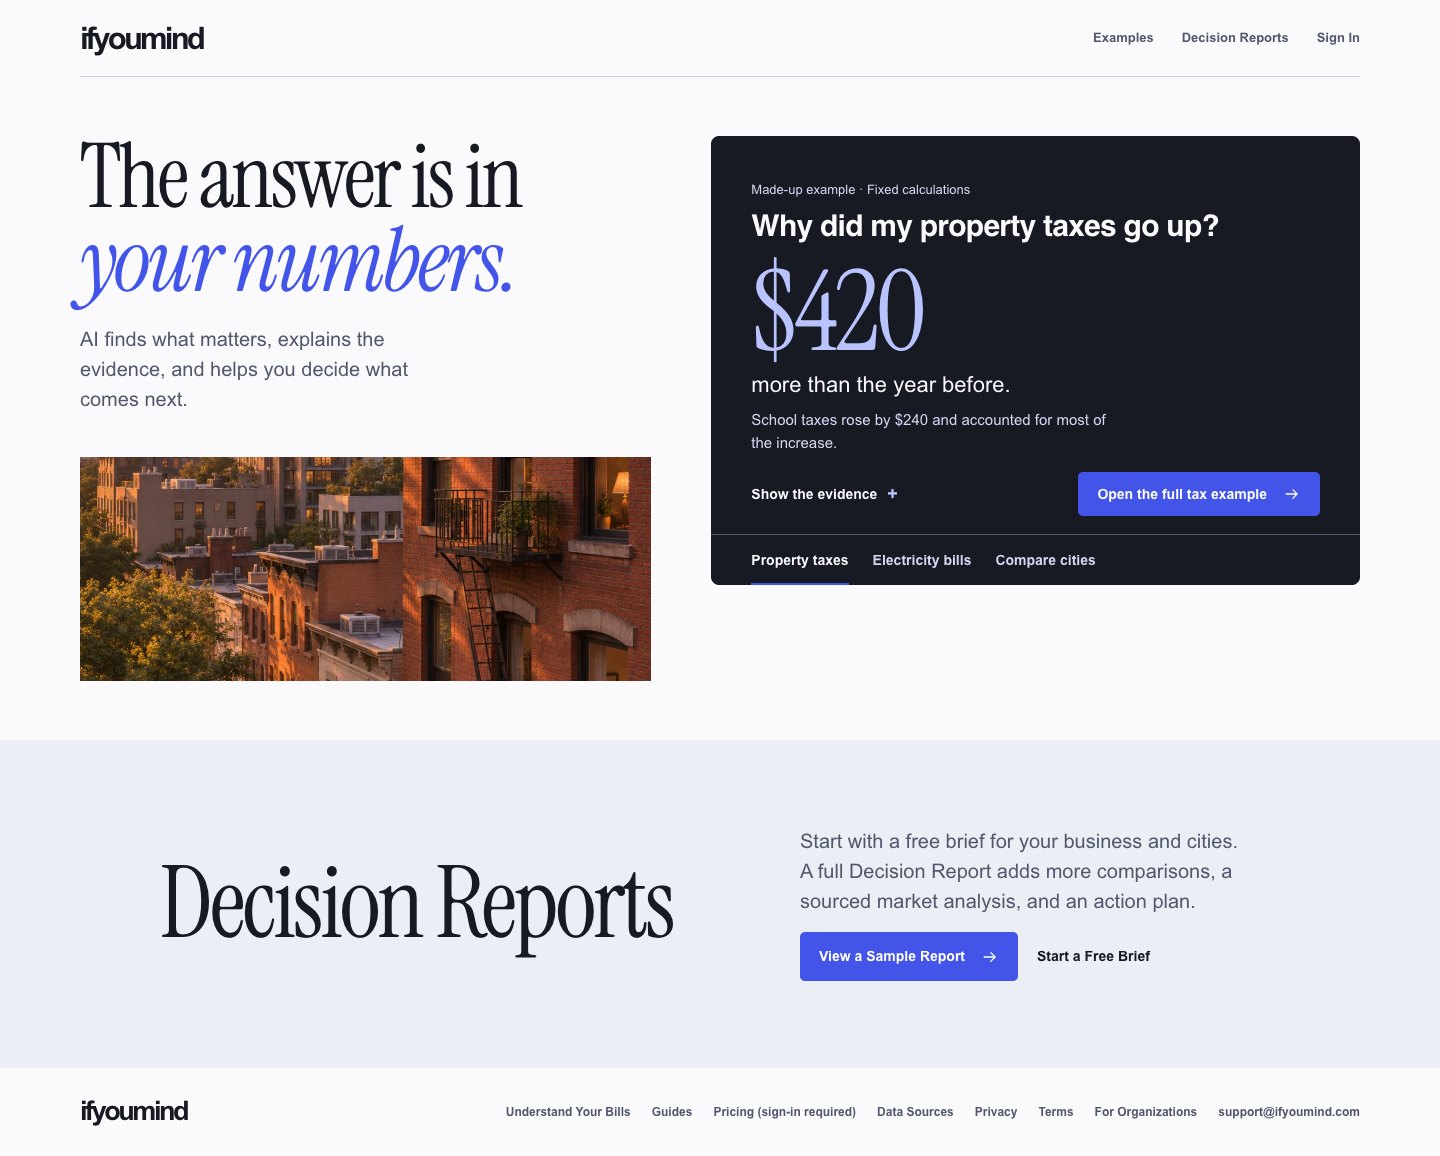 ifyoumind
Examples
Decision Reports
Sign In
The answer is in
your numbers.
AI finds what matters, explains the
evidence, and helps you decide what
comes next.
Made-up example · Fixed calculations
Why did my property taxes go up?
$420
more than the year before.
School taxes rose by $240 and accounted for most of
the increase.
Show the evidence +
Open the full tax example →
Property taxes
Electricity bills
Compare cities
Decision Reports
Start with a free brief for your business and cities.
A full Decision Report adds more comparisons, a
sourced market analysis, and an action plan.
View a Sample Report →
Start a Free Brief
ifyoumind
Understand Your Bills
Guides
Pricing (sign-in required)
Data Sources
Privacy
Terms
For Organizations
support@ifyoumind.com